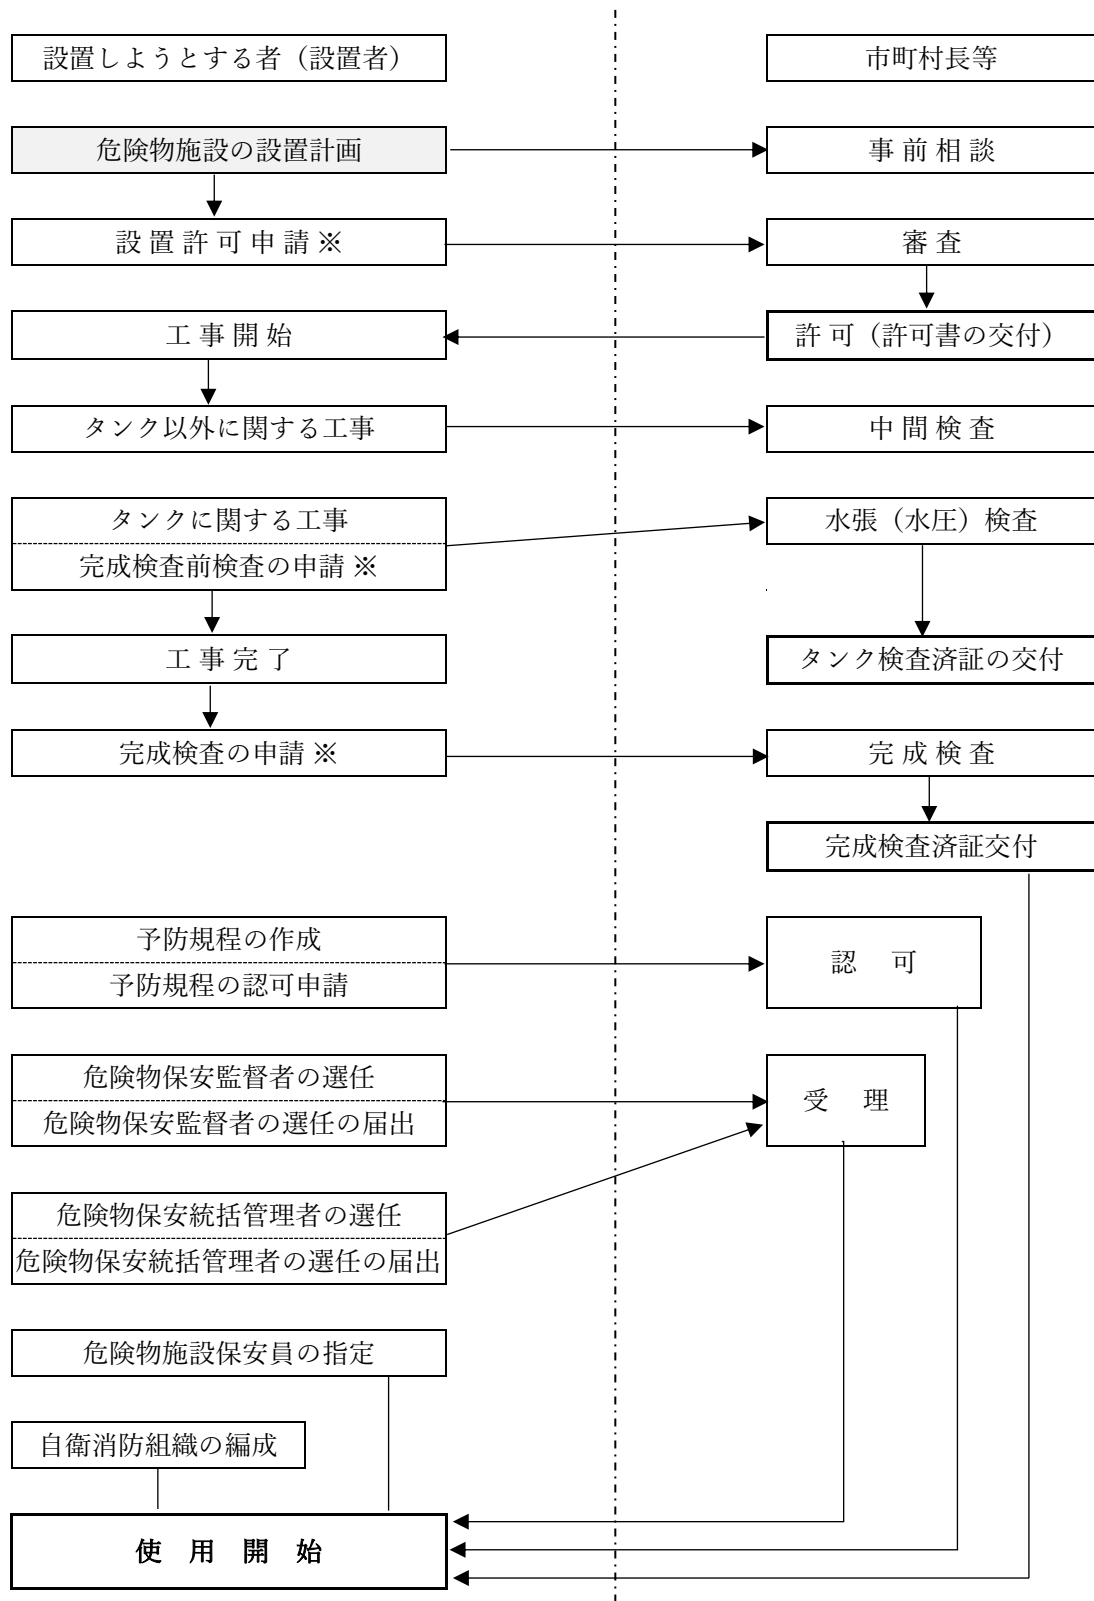 設置しようとする者（設置者）
市町村長等
危険物施設の設置計画
事前相談
設置許可申請※
審査
工事開始
許可（許可書の交付）
タンク以外に関する工事
中間検査
タンクに関する工事
完成検査前検査の申請※
水張（水圧）検査
工事完了
タンク検査済証の交付
完成検査の申請※
完成検査
完成検査済証交付
予防規程の作成
予防規程の認可申請
認可
危険物保安監督者の選任
危険物保安監督者の選任の届出
受理
危険物保安統括管理者の選任
危険物保安統括管理者の選任の届出
危険物施設保安員の指定
自衛消防組織の編成
使用開始